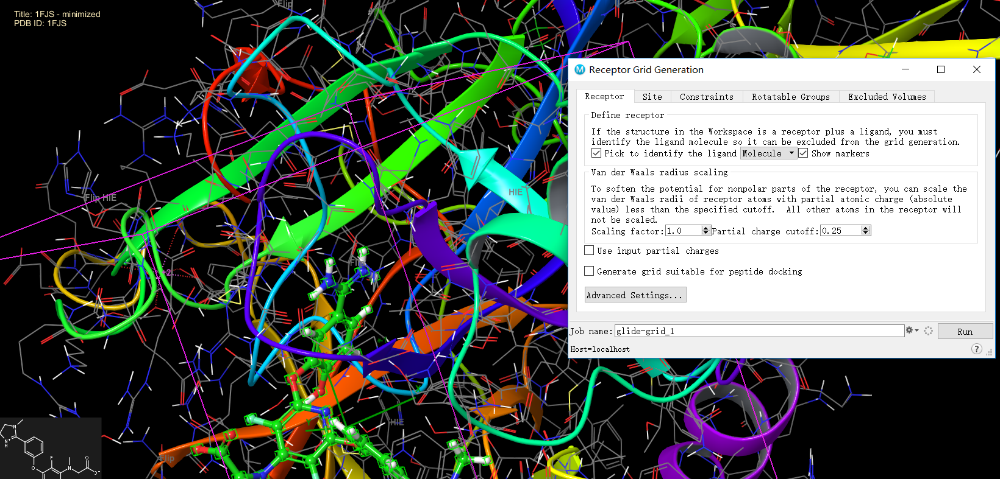 Title: 1FJS - minimized
PDB ID: 1FJS
Flip
Receptor Grid Generation
Receptor
Site
Constraints
Rotatable Groups
Excluded Volumes
Define receptor
If the structure in the Workspace is a receptor plus a ligand, you must
identify the ligand molecule so it can be excluded from the grid generation.
Pick to identify the ligand Molecule Show markers
Van der Waals radius scaling
To soften the potential for nonpolar parts of the receptor, you can scale the
van der Waals radii of receptor atoms with partial atomic charge (absolute
value) less than the specified cutoff. All other atoms in the receptor will
not be scaled.
Scaling factor: 1.0 Partial charge cutoff: 0.25
Use input partial charges
Generate grid suitable for peptide docking
Advanced Settings...
Job name: glide-grid_1
Run
Host=localhost
?
Flip HIE
HIE
HIE
Flip
X
Y
N
N+
H
F
O
N
O
O-